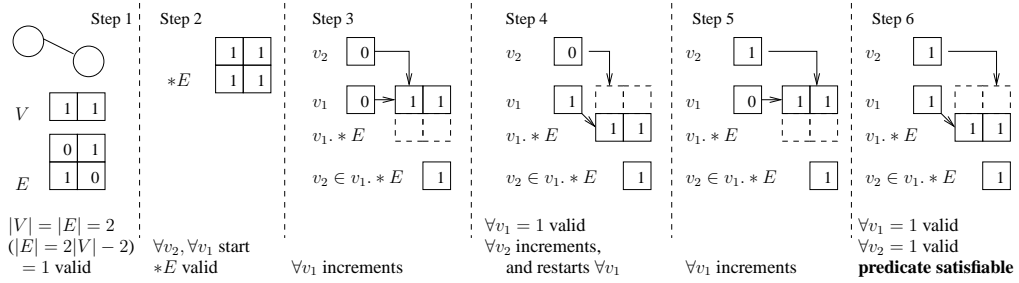 Step 1
V 1 1
0 1
E 1 0
|V| = |E| = 2
(|E| = 2|V| − 2)
= 1 valid
Step 2
1 1
∗E 1 1
∀v₂, ∀v₁ start
∗E valid
Step 3
v₂ 0
v₁ 0 1 1
v₁. ∗ E
v₂ ∈ v₁. ∗ E 1
∀v₁ increments
Step 4
v₂ 0
v₁ 1
v₁. ∗ E 1 1
v₂ ∈ v₁. ∗ E 1
∀v₁ = 1 valid
∀v₂ increments,
and restarts ∀v₁
Step 5
v₂ 1
v₁ 0 1 1
v₁. ∗ E
v₂ ∈ v₁. ∗ E 1
∀v₁ increments
Step 6
v₂ 1
v₁ 1
v₁. ∗ E 1 1
v₂ ∈ v₁. ∗ E 1
∀v₁ = 1 valid
∀v₂ = 1 valid
predicate satisfiable